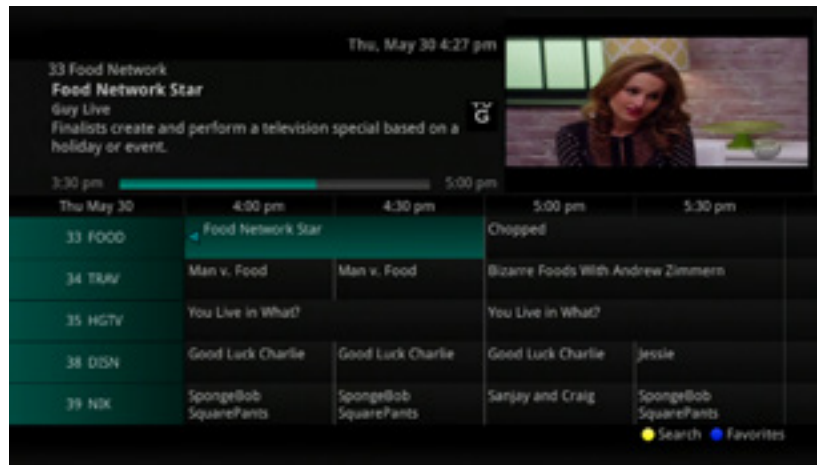 Thu, May 30 4:27 pm
33 Food Network
Food Network Star
Guy Live
Finalists create and perform a television special based on a
holiday or event.
TV
G
3:30 pm 5:00 pm
Thu May 30 4:00 pm 4:30 pm 5:00 pm 5:30 pm
33 FOOD Food Network Star Chopped
34 TRAV Man v. Food Man v. Food Bizarre Foods With Andrew Zimmern
35 HGTV You Live in What? You Live in What?
38 DISN Good Luck Charlie Good Luck Charlie Good Luck Charlie Jessie
39 NIK SpongeBob SquarePants SpongeBob SquarePants Sanjay and Craig SpongeBob SquarePants
Search Favorites